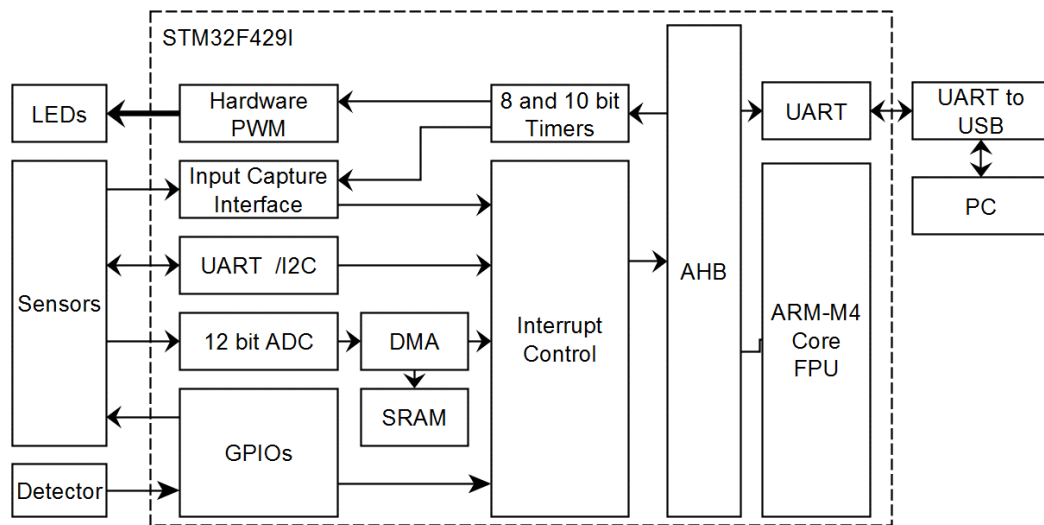 STM32F429I
LEDs
Hardware
PWM
8 and 10 bit
Timers
UART
UART to
USB
Input Capture
Interface
PC
UART /I2C
AHB
Sensors
12 bit ADC
DMA
Interrupt
Control
ARM-M4
Core
FPU
SRAM
GPIOs
Detector